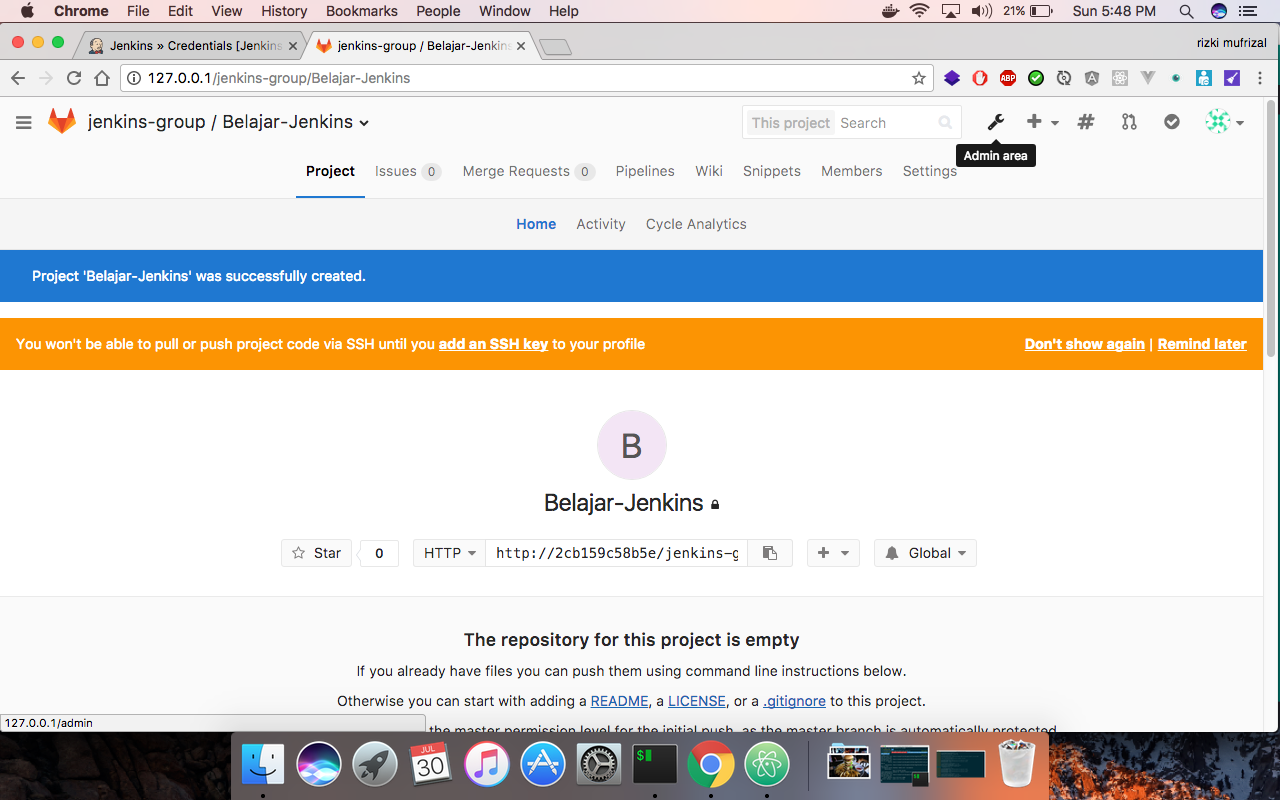 Chrome File Edit View History Bookmarks People Window Help 21% Sun 5:48 PM
Jenkins » Credentials [Jenkins jenkins-group / Belajar-Jenkins rizki mufrizal
127.0.0.1/jenkins-group/Belajar-Jenkins ABP
jenkins-group / Belajar-Jenkins This project Search
Admin area
Project Issues 0 Merge Requests 0 Pipelines Wiki Snippets Members Settings
Home Activity Cycle Analytics
Project 'Belajar-Jenkins' was successfully created.
You won't be able to pull or push project code via SSH until you add an SSH key to your profile Don't show again | Remind later
B
Belajar-Jenkins
Star 0 HTTP http://2cb159c58b5e/jenkins-g Global
The repository for this project is empty
If you already have files you can push them using command line instructions below.
Otherwise you can start with adding a README, a LICENSE, or a .gitignore to this project.
127.0.0.1/admin
the master permission level for the initial push, as the master branch is automatically protected
JUL
30
$